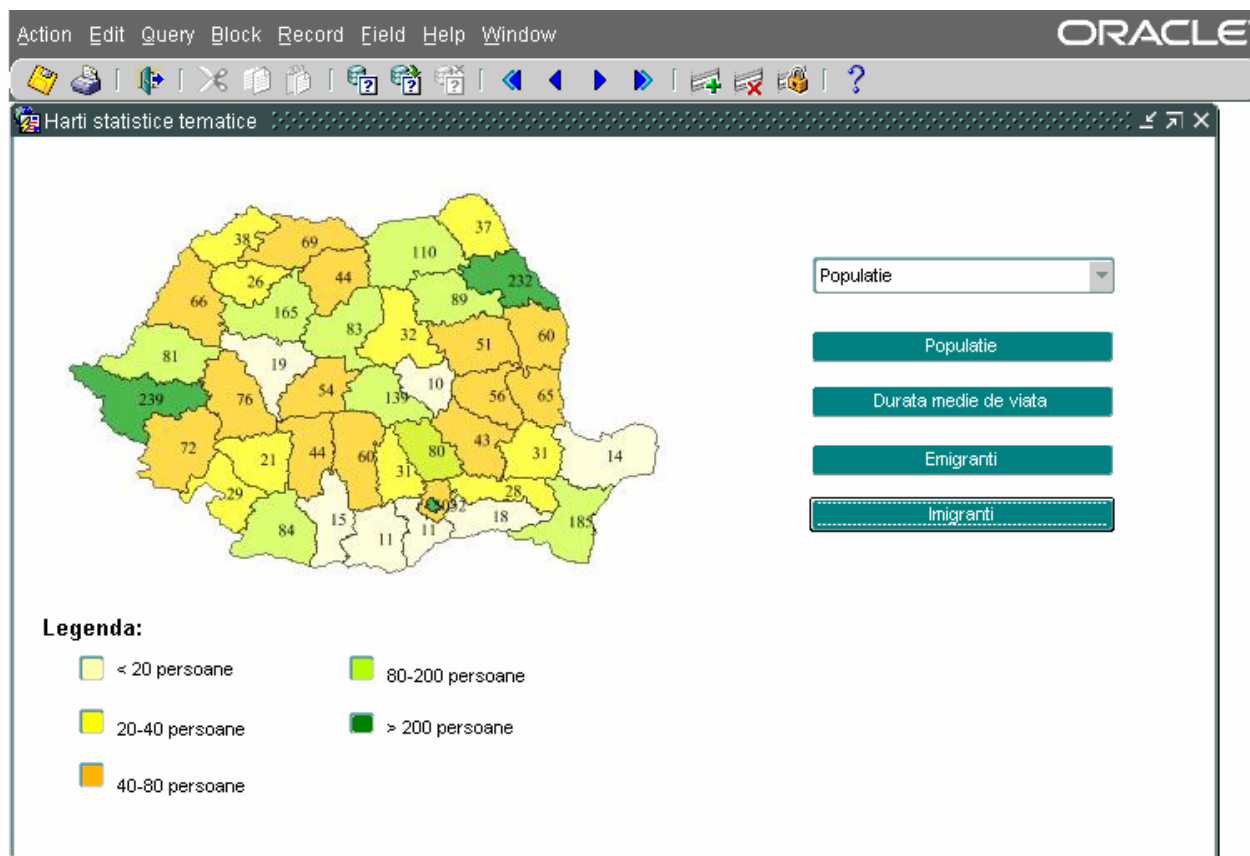 Action Edit Query Block Record Field Help Window
ORACLE
Harti statistice tematice
37
38
69
110
232
26
44
66
89
165
83
32
60
51
81
19
10
239
76
54
139
56
65
72
21
44
60
80
43
31
14
31
29
28
15
18
185
84
11
11
Populatie
Populatie
Durata medie de viata
Emigranti
Imigranti
Legenda:
< 20 persoane
80-200 persoane
20-40 persoane
> 200 persoane
40-80 persoane